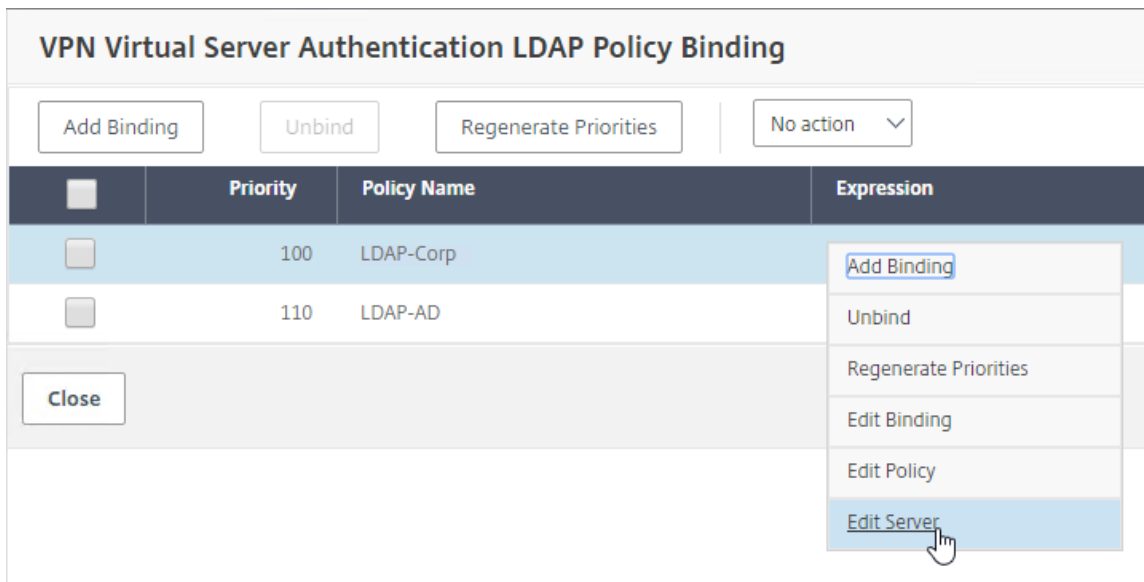 VPN Virtual Server Authentication LDAP Policy Binding
Add Binding Unbind Regenerate Priorities No action
Priority Policy Name Expression
100 LDAP-Corp
110 LDAP-AD
Add Binding
Unbind
Regenerate Priorities
Edit Binding
Edit Policy
Edit Server
Close